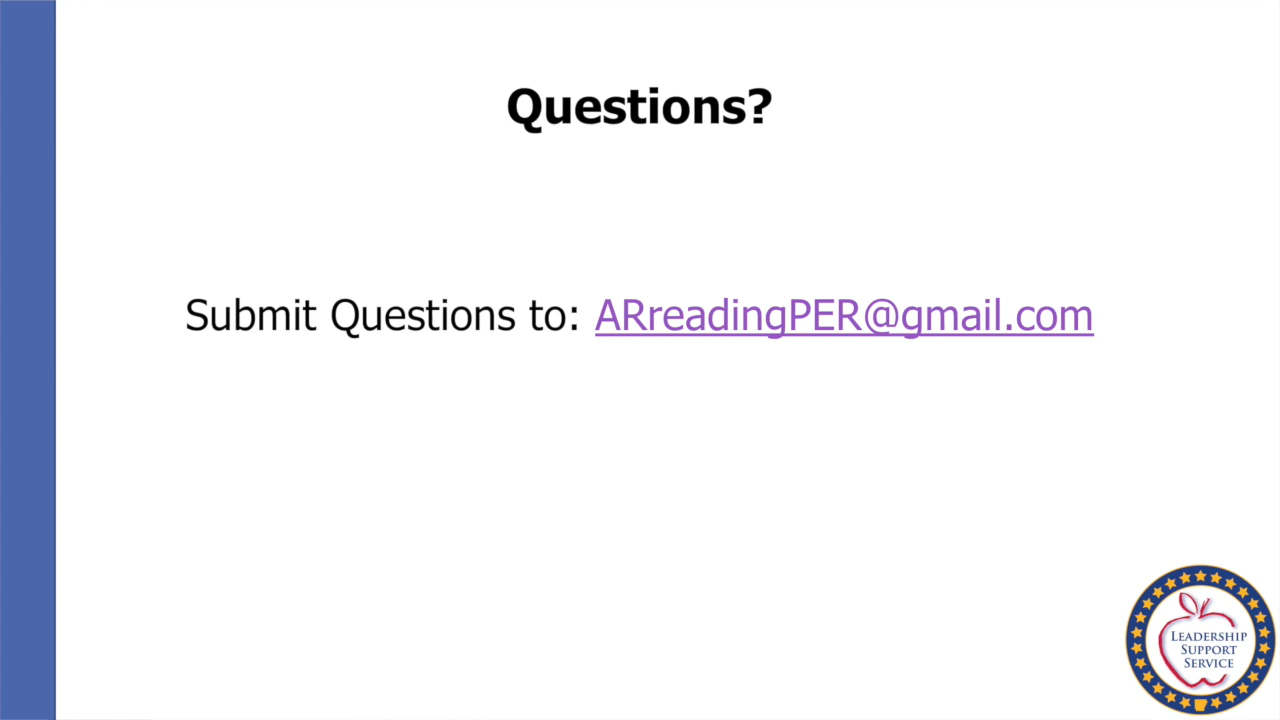 Questions?
Submit Questions to: ARreadingPER@gmail.com
LEADERSHIP
SUPPORT
SERVICE